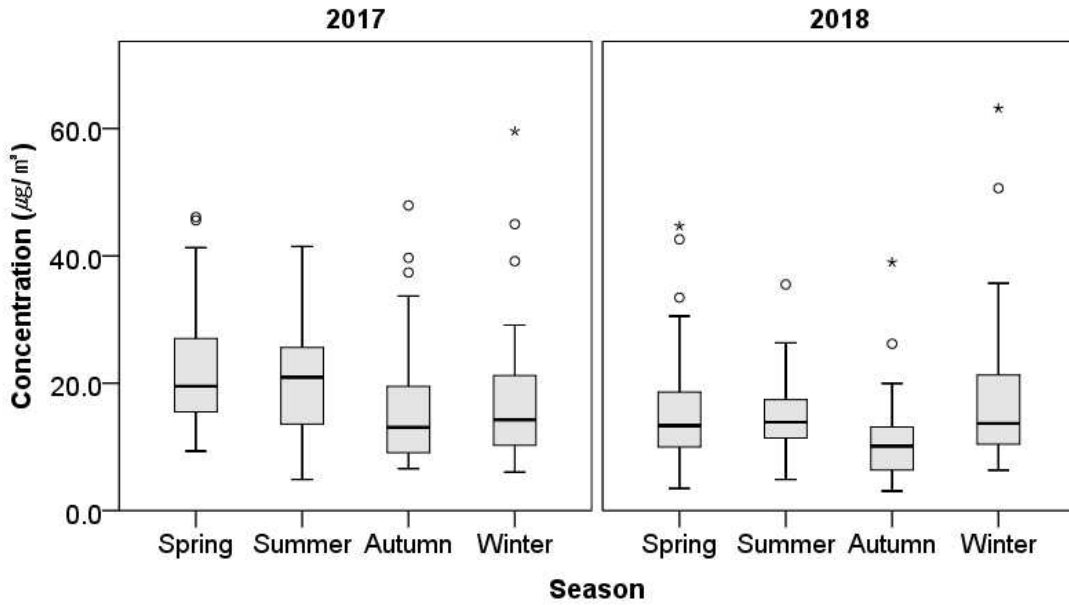 2017 2018
Concentration (μg/㎥)
60.0
40.0
20.0
0.0
Spring Summer Autumn Winter Spring Summer Autumn Winter
Season